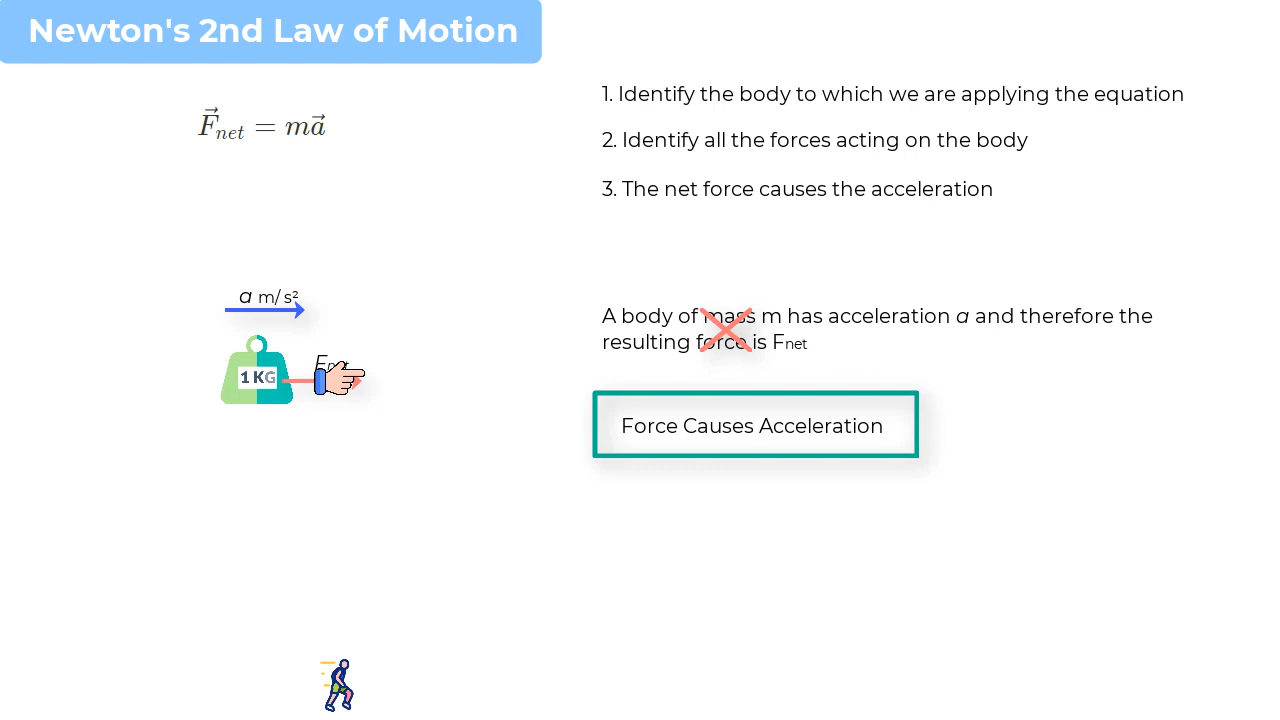 Newton's 2nd Law of Motion
1. Identify the body to which we are applying the equation
F⃗net = ma⃗
2. Identify all the forces acting on the body
3. The net force causes the acceleration
a m/s²
A body of mass m has acceleration a and therefore the
resulting force is Fnet
Fnet
1 KG
Force Causes Acceleration